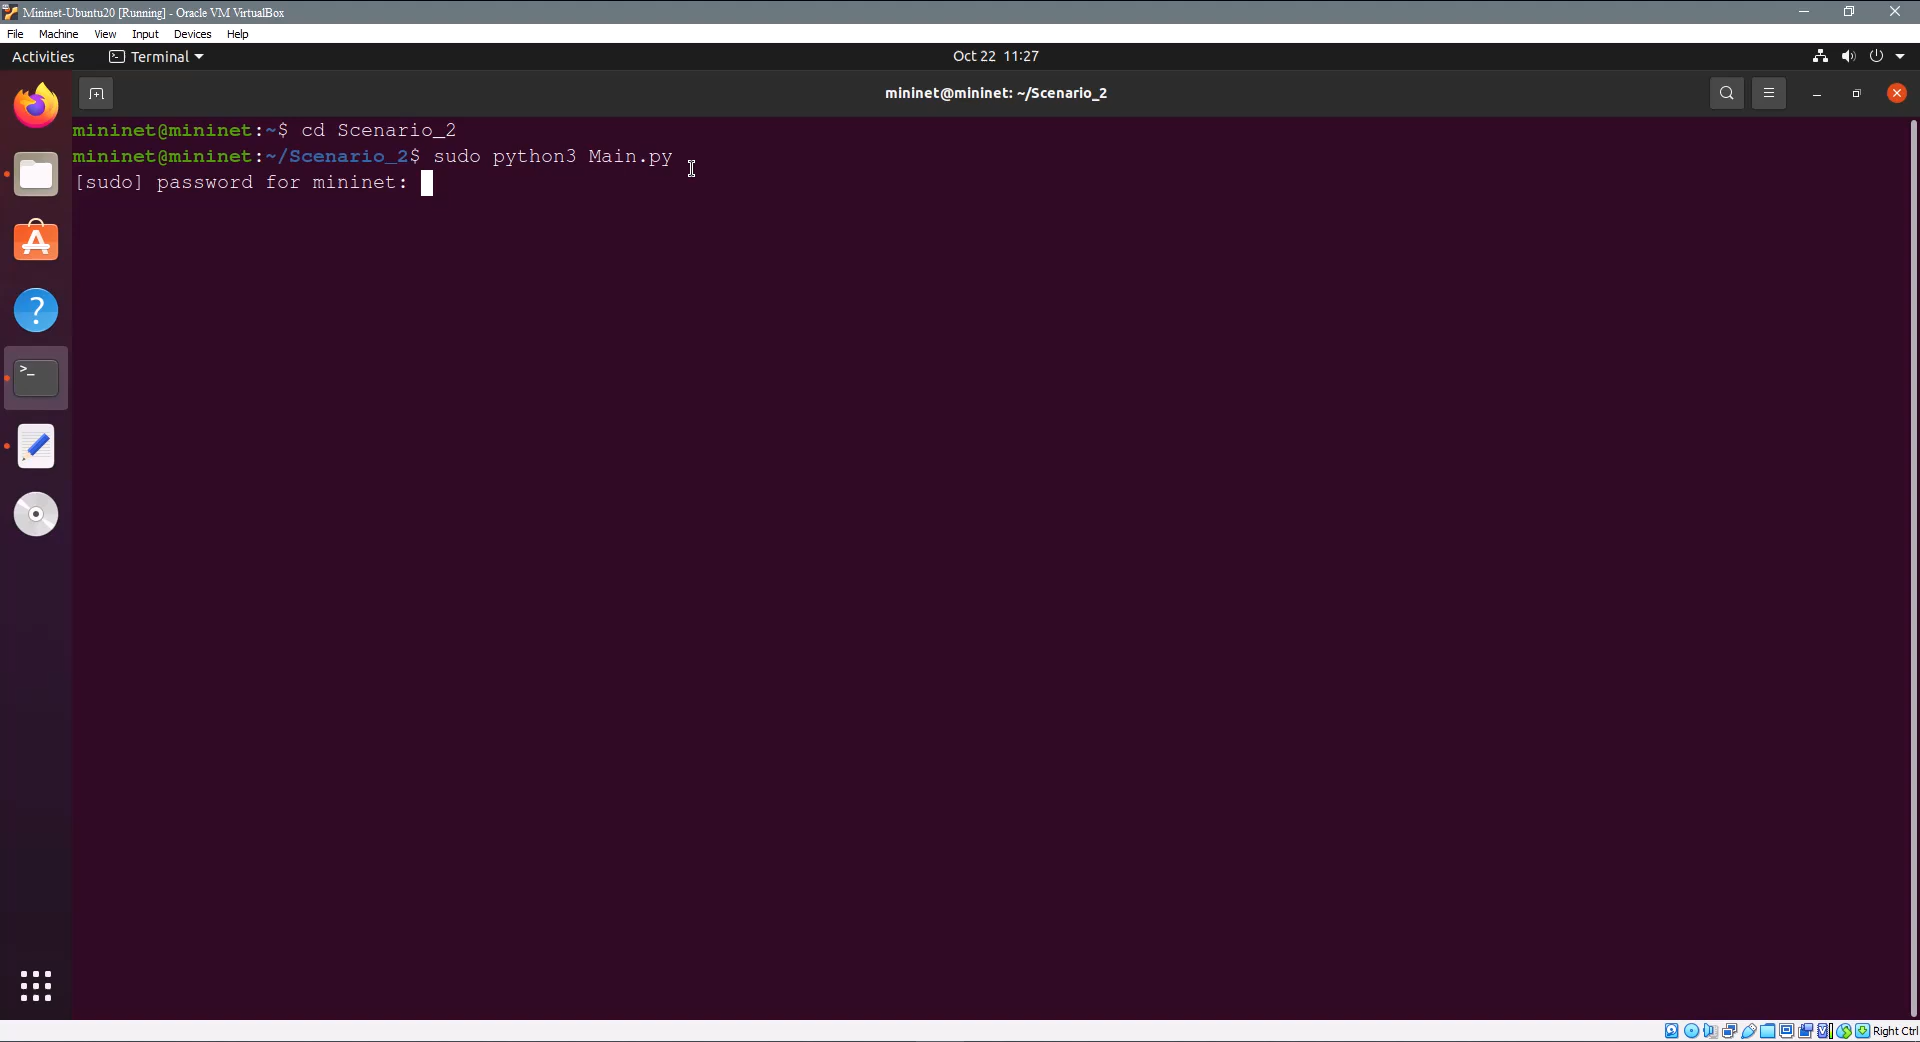 Mininet-Ubuntu20 [Running] - Oracle VM VirtualBox
File Machine View Input Devices Help
Activities Terminal Oct 22 11:27
mininet@mininet: ~/Scenario_2
mininet@mininet:~$ cd Scenario_2
mininet@mininet:~/Scenario_2$ sudo python3 Main.py
[sudo] password for mininet:
Right Ctrl